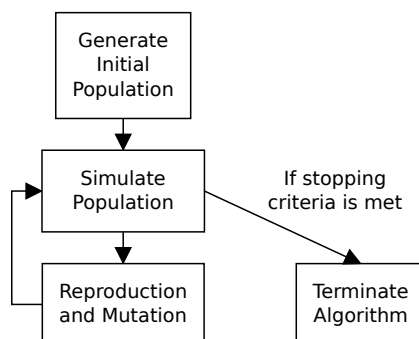 Generate
Initial
Population
Simulate
Population
If stopping
criteria is met
Reproduction
and Mutation
Terminate
Algorithm